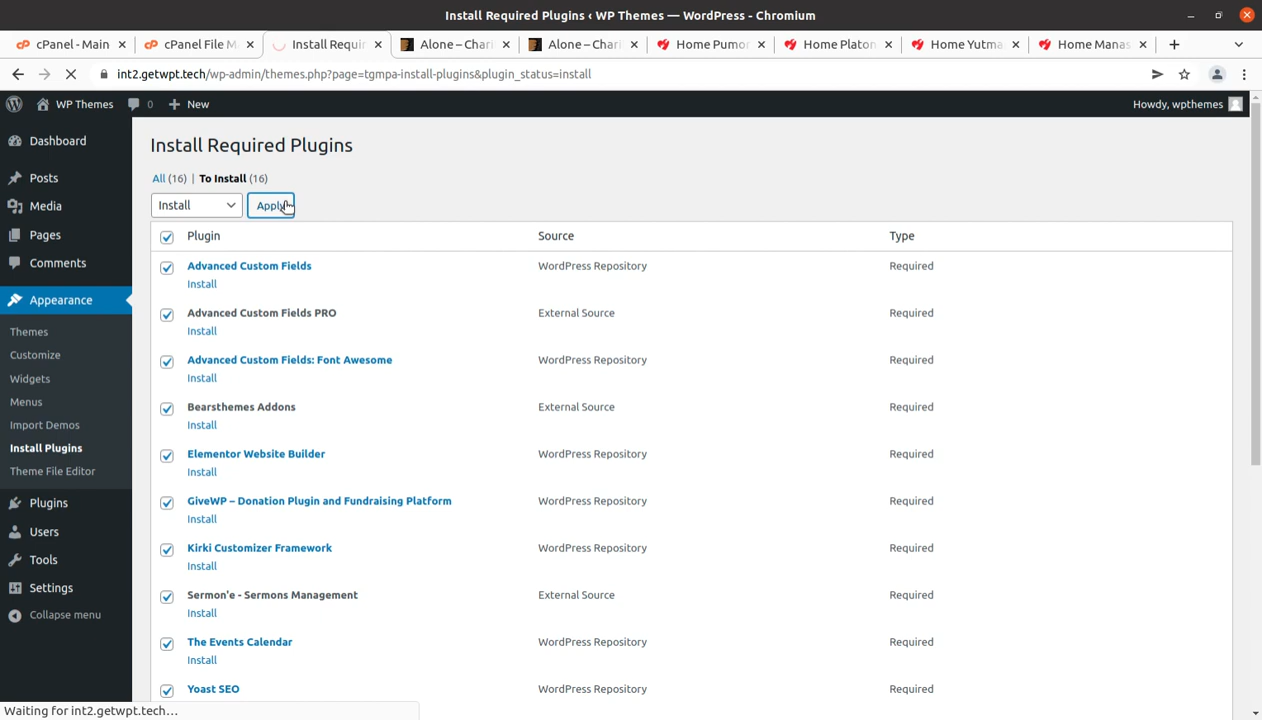 Install Required Plugins ‹ WP Themes — WordPress - Chromium
cPanel - Main
cPanel File M
Install Requir
Alone – Chari
Alone – Chari
Home Pumor
Home Platon
Home Yutma
Home Manas
int2.getwpt.tech/wp-admin/themes.php?page=tgmpa-install-plugins&plugin_status=install
WP Themes
0
New
Howdy, wpthemes
Dashboard
Posts
Media
Pages
Comments
Appearance
Themes
Customize
Widgets
Menus
Import Demos
Install Plugins
Theme File Editor
Plugins
Users
Tools
Settings
Collapse menu
Install Required Plugins
All (16) | To Install (16)
Install
Apply
Plugin Source Type
Advanced Custom Fields WordPress Repository Required
Install
Advanced Custom Fields PRO External Source Required
Install
Advanced Custom Fields: Font Awesome WordPress Repository Required
Install
Bearsthemes Addons External Source Required
Install
Elementor Website Builder WordPress Repository Required
Install
GiveWP – Donation Plugin and Fundraising Platform WordPress Repository Required
Install
Kirki Customizer Framework WordPress Repository Required
Install
Sermon'e - Sermons Management External Source Required
Install
The Events Calendar WordPress Repository Required
Install
Yoast SEO WordPress Repository Required
Waiting for int2.getwpt.tech...